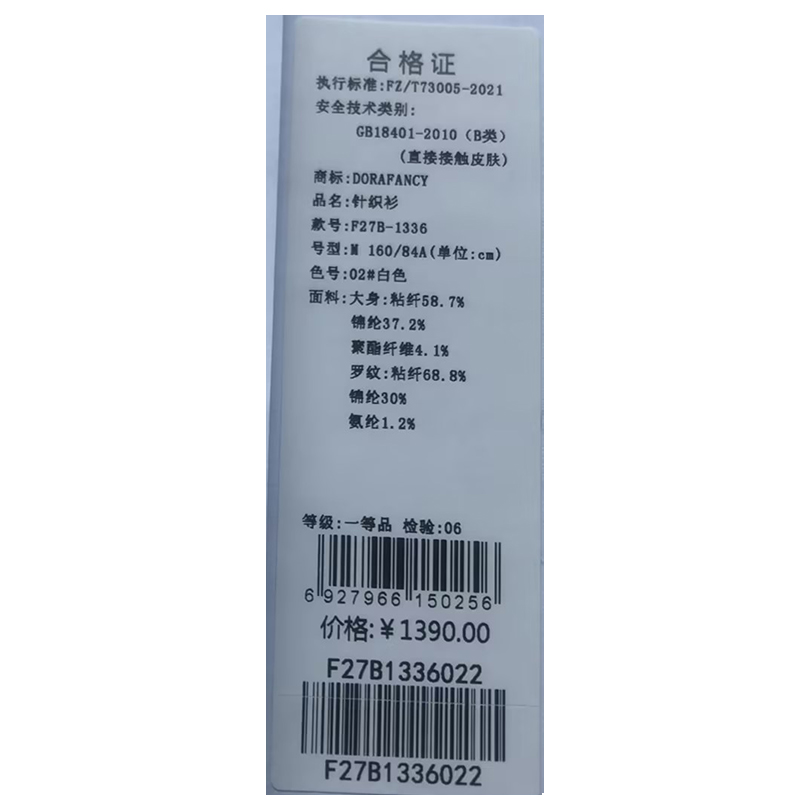 合格证
执行标准:FZ/T73005-2021
安全技术类别:
GB18401-2010（B类）
(直接接触皮肤)
商标:DORAFANCY
品名:针织衫
款号:F27B-1336
号型:M 160/84A(单位:cm)
色号:02#白色
面料:大身:粘纤58.7%
锦纶37.2%
聚酯纤维4.1%
罗纹:粘纤68.8%
锦纶30%
氨纶1.2%
等级:一等品 检验:06
6 927966 150256
价格:￥1390.00
F27B1336022
F27B1336022